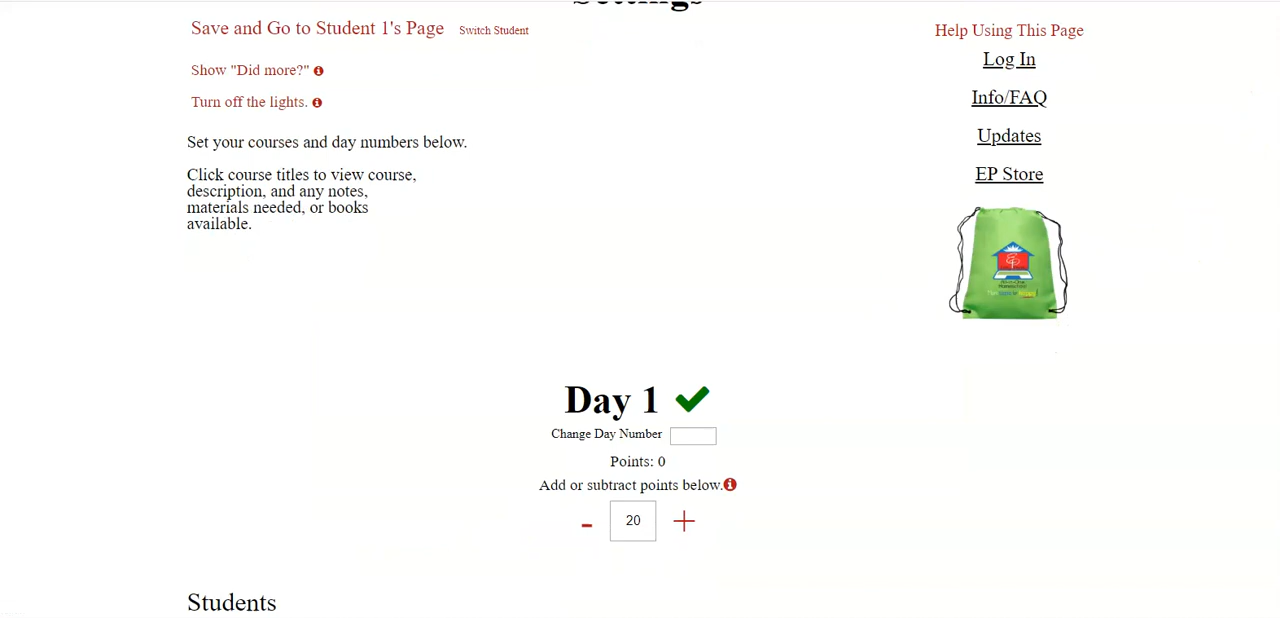 Settings
Save and Go to Student 1's Page Switch Student
Show "Did more?"
Turn off the lights.
Set your courses and day numbers below.
Click course titles to view course,
description, and any notes,
materials needed, or books
available.
Help Using This Page
Log In
Info/FAQ
Updates
EP Store
Day 1
Change Day Number
Points: 0
Add or subtract points below.
- 20 +
Students